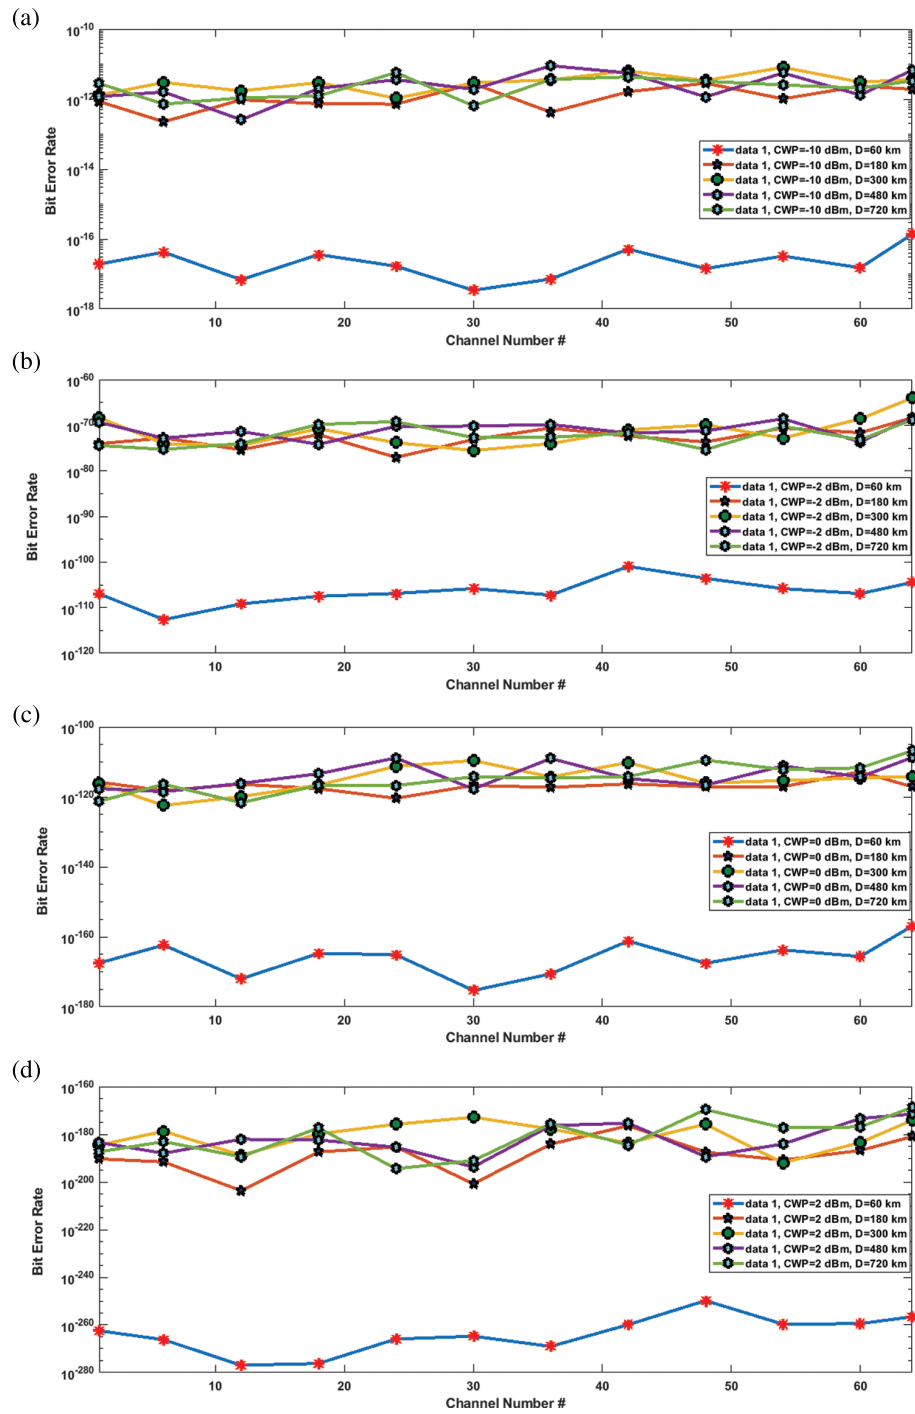 (a)
10^-10
10^-12
10^-14
10^-16
10^-18
Bit Error Rate
data 1, CWP=-10 dBm, D=60 km
data 1, CWP=-10 dBm, D=180 km
data 1, CWP=-10 dBm, D=300 km
data 1, CWP=-10 dBm, D=480 km
data 1, CWP=-10 dBm, D=720 km
10 20 30 40 50 60
Channel Number #
(b)
10^-60
10^-70
10^-80
10^-90
10^-100
10^-110
10^-120
Bit Error Rate
data 1, CWP=-2 dBm, D=60 km
data 1, CWP=-2 dBm, D=180 km
data 1, CWP=-2 dBm, D=300 km
data 1, CWP=-2 dBm, D=480 km
data 1, CWP=-2 dBm, D=720 km
10 20 30 40 50 60
Channel Number #
(c)
10^-100
10^-120
10^-140
10^-160
10^-180
Bit Error Rate
data 1, CWP=0 dBm, D=60 km
data 1, CWP=0 dBm, D=180 km
data 1, CWP=0 dBm, D=300 km
data 1, CWP=0 dBm, D=480 km
data 1, CWP=0 dBm, D=720 km
10 20 30 40 50 60
Channel Number #
(d)
10^-160
10^-180
10^-200
10^-220
10^-240
10^-260
10^-280
Bit Error Rate
data 1, CWP=2 dBm, D=60 km
data 1, CWP=2 dBm, D=180 km
data 1, CWP=2 dBm, D=300 km
data 1, CWP=2 dBm, D=480 km
data 1, CWP=2 dBm, D=720 km
10 20 30 40 50 60
Channel Number #